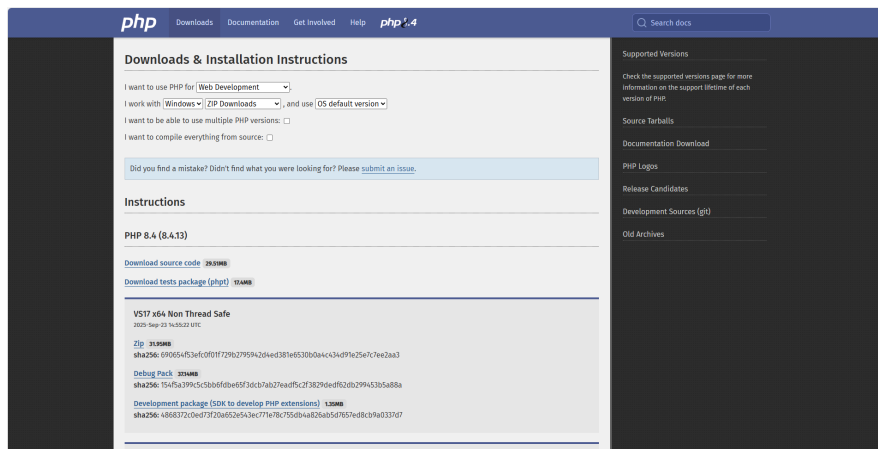 php
Downloads
Documentation
Get Involved
Help
php 8.4
Search docs
Downloads & Installation Instructions
I want to use PHP for Web Development .
I work with Windows ZIP Downloads , and use OS default version
I want to be able to use multiple PHP versions:
I want to compile everything from source:
Did you find a mistake? Didn't find what you were looking for? Please submit an issue.
Instructions
PHP 8.4 (8.4.13)
Download source code 29.51MB
Download tests package (phpt) 17.4MB
VS17 x64 Non Thread Safe
2025-Sep-23 14:55:22 UTC
Zip 31.95MB
sha256: 690654f53efc0f01f729b2795942d4ed381e6530b0a4c434d91e25e7c7ee2aa3
Debug Pack 37.14MB
sha256: 154f5a399c5c5bb6fdbe65f3dcb7ab27eadf5c2f3829dedf62db299453b5a88a
Development package (SDK to develop PHP extensions) 1.35MB
sha256: 4868372c0ed73f20a652e543ec771e78c755db4a826ab5d7657ed8cb9a0337d7
Supported Versions
Check the supported versions page for more
information on the support lifetime of each
version of PHP.
Source Tarballs
Documentation Download
PHP Logos
Release Candidates
Development Sources (git)
Old Archives